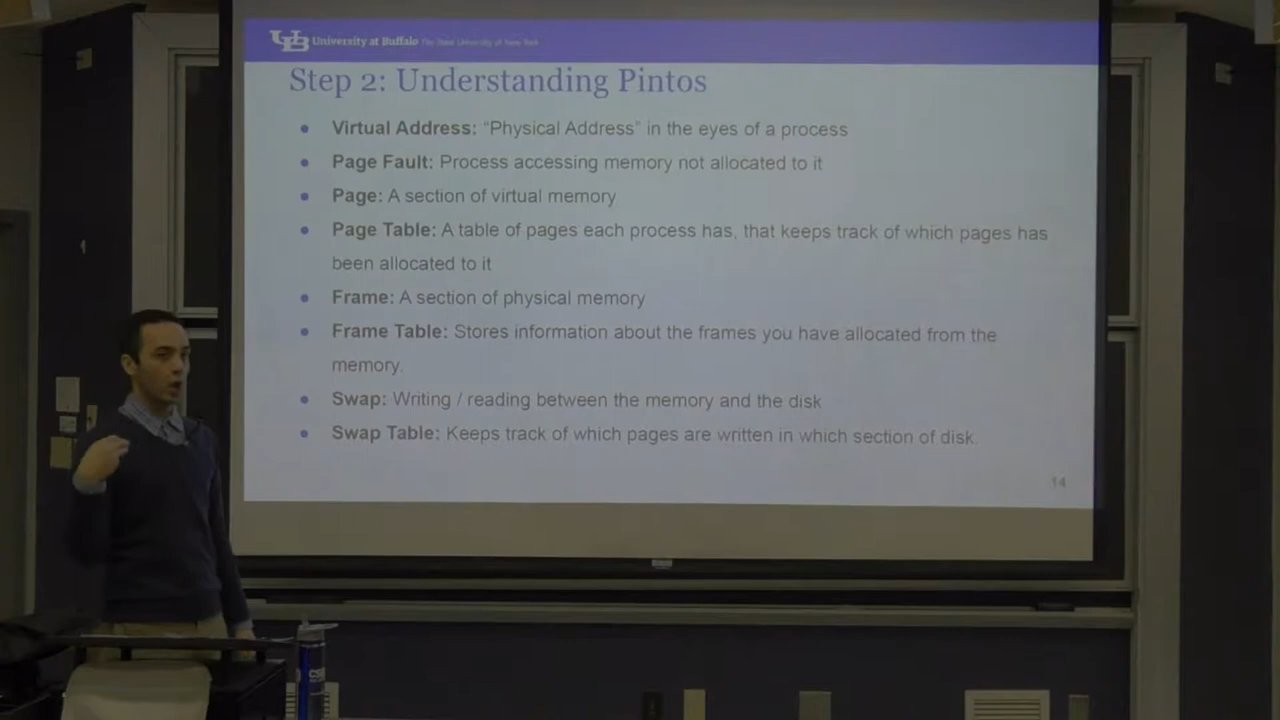 University at Buffalo The State University of New York
Step 2: Understanding Pintos
• Virtual Address: “Physical Address” in the eyes of a process
• Page Fault: Process accessing memory not allocated to it
• Page: A section of virtual memory
• Page Table: A table of pages each process has, that keeps track of which pages has
been allocated to it
• Frame: A section of physical memory
• Frame Table: Stores information about the frames you have allocated from the
memory.
• Swap: Writing / reading between the memory and the disk
• Swap Table: Keeps track of which pages are written in which section of disk.
14